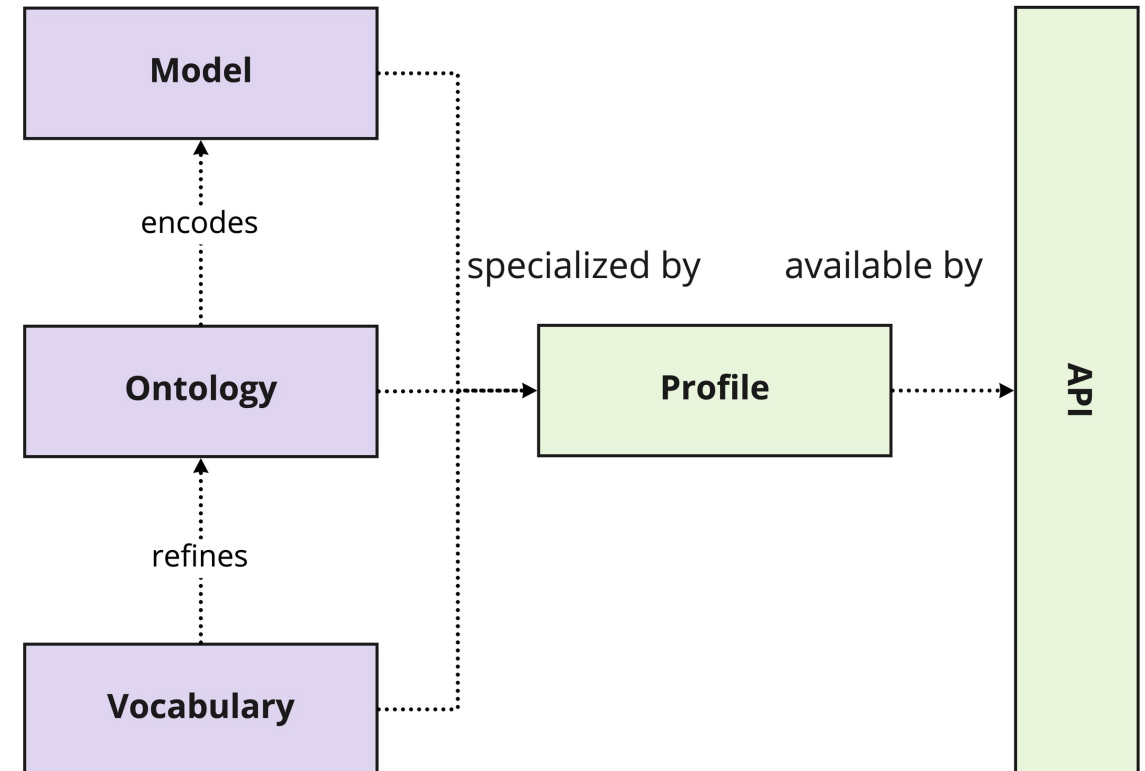 Model
encodes
specialized by
available by
Ontology
Profile
API
refines
Vocabulary